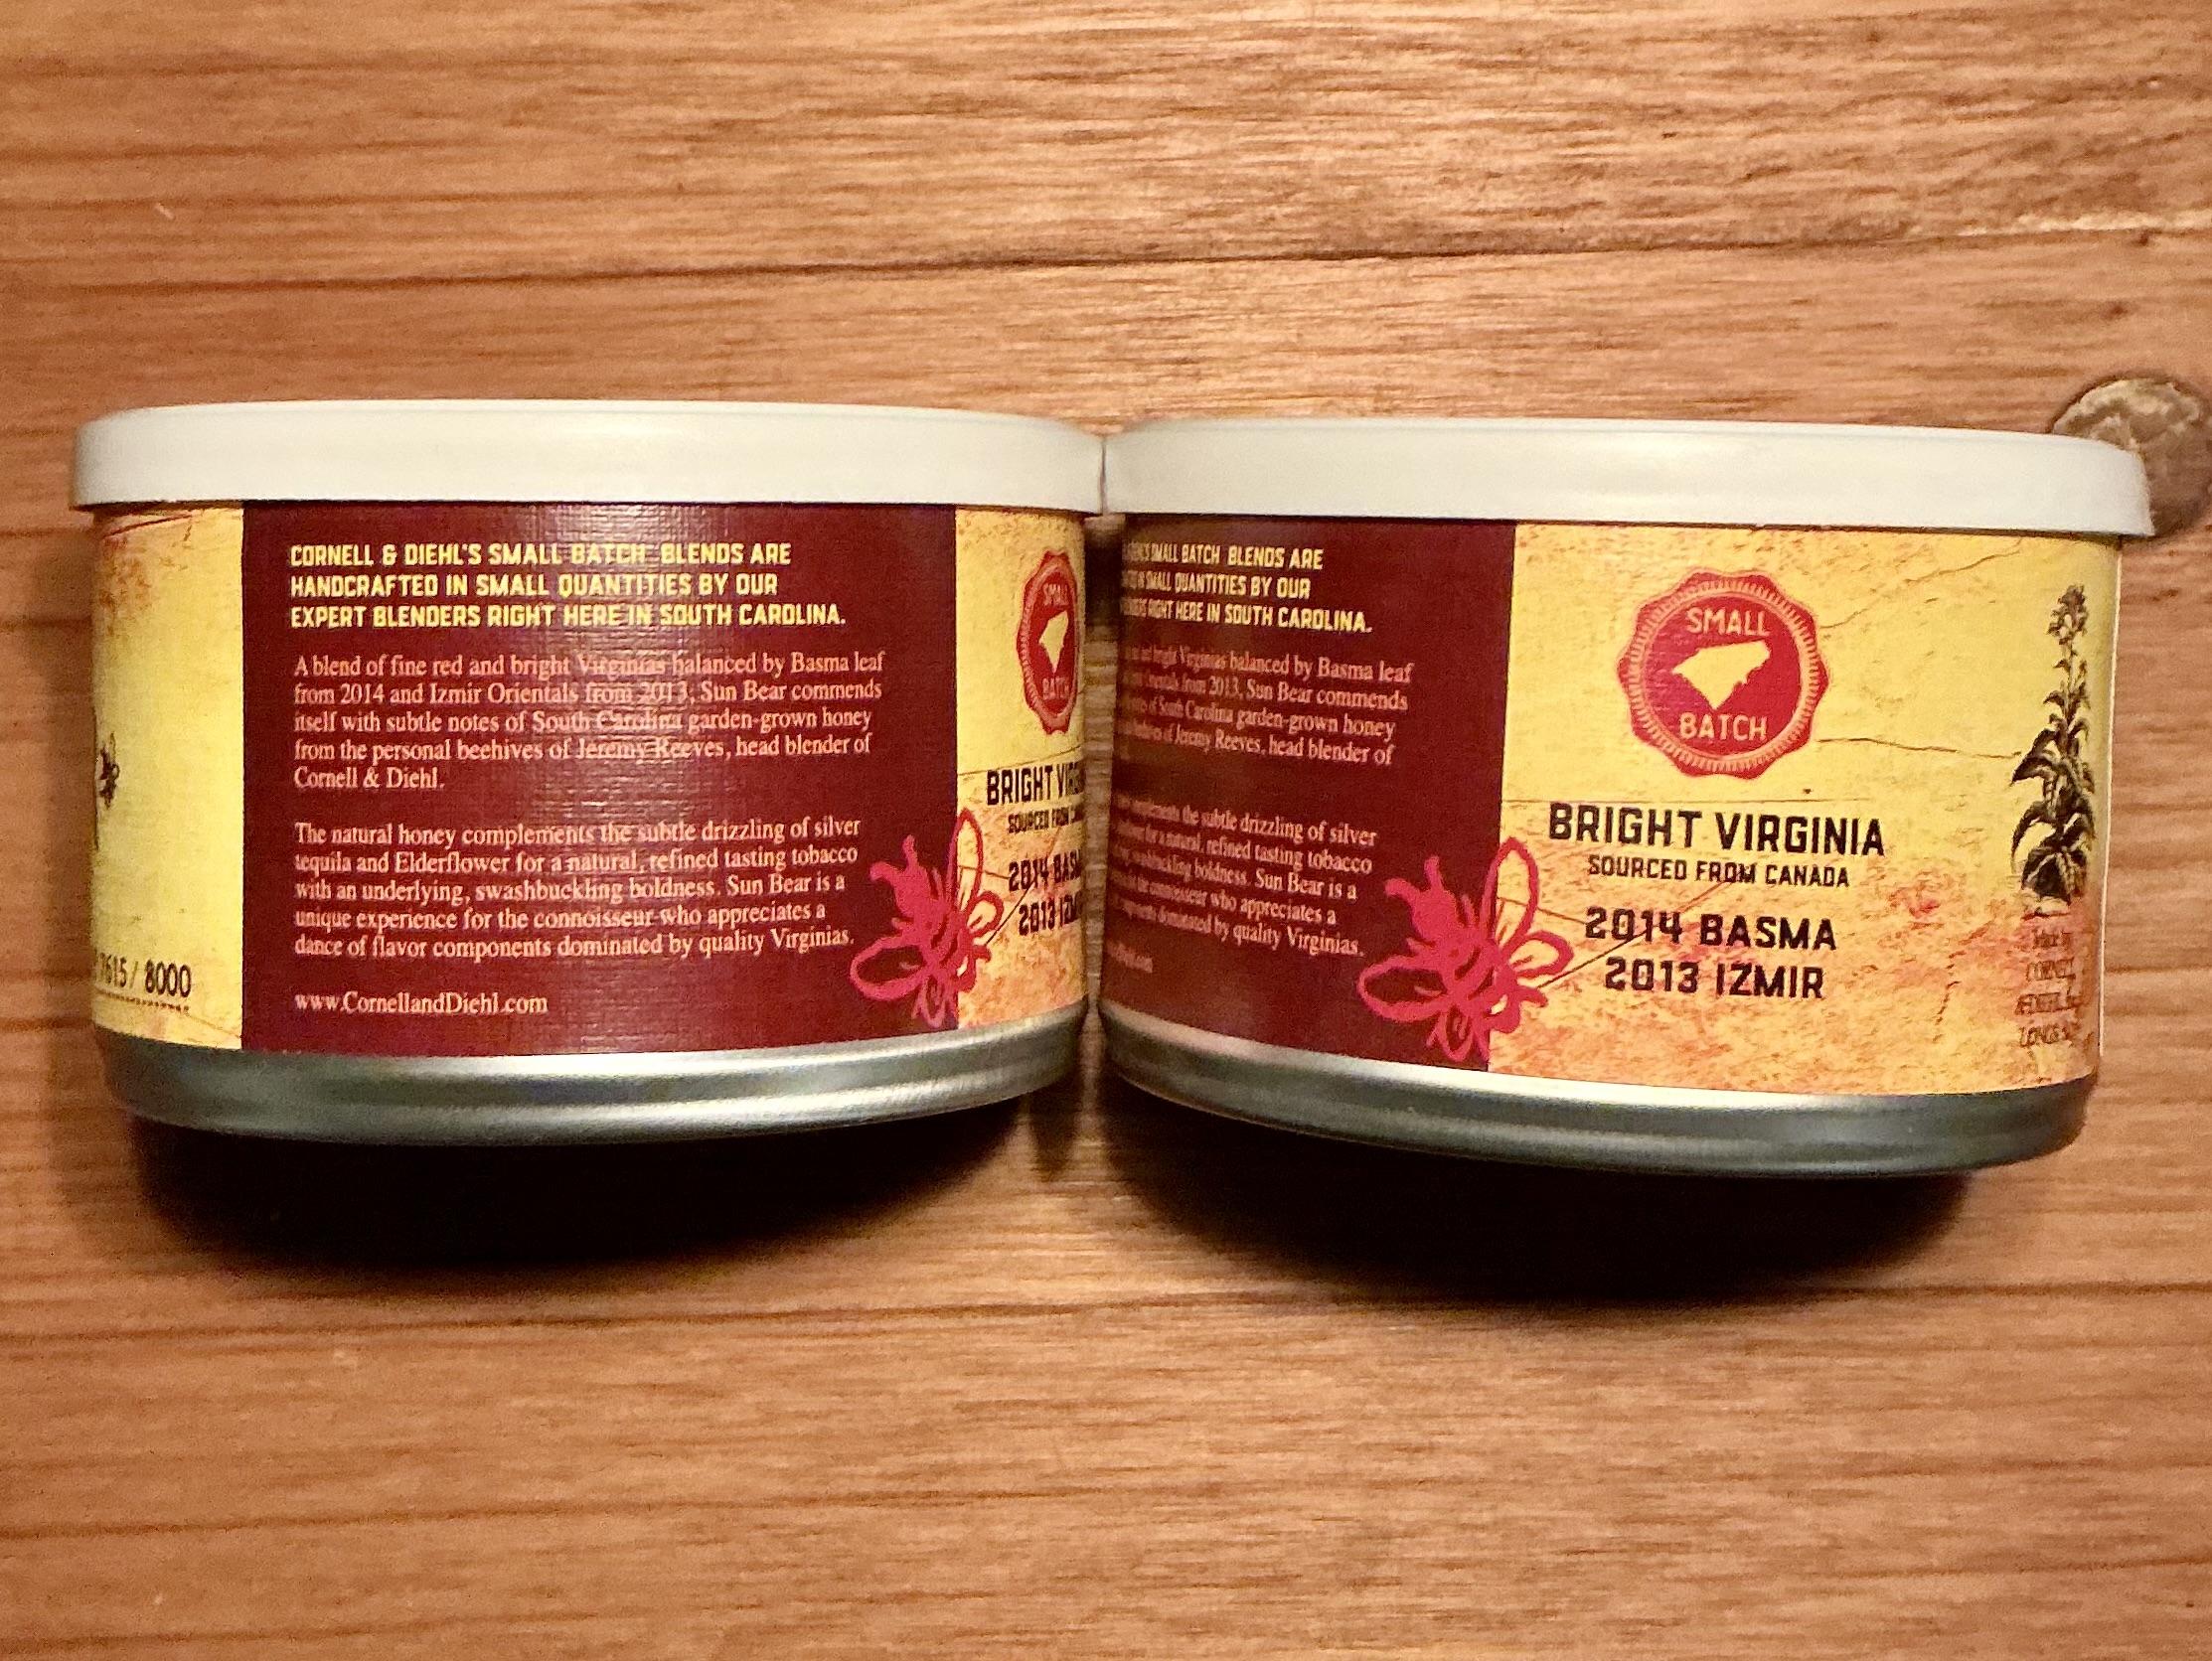 CORNELL & DIEHL'S SMALL BATCH BLENDS ARE
HANDCRAFTED IN SMALL QUANTITIES BY OUR
EXPERT BLENDERS RIGHT HERE IN SOUTH CAROLINA.
A blend of fine red and bright Virginias balanced by Basma leaf
from 2014 and Izmir Orientals from 2013, Sun Bear commends
itself with subtle notes of South Carolina garden-grown honey
from the personal beehives of Jeremy Reeves, head blender of
Cornell & Diehl.
The natural honey complements the subtle drizzling of silver
tequila and Elderflower for a natural, refined tasting tobacco
with an underlying, swashbuckling boldness. Sun Bear is a
unique experience for the connoisseur who appreciates a
dance of flavor components dominated by quality Virginias.
www.CornellandDiehl.com
7615 / 8000
SMALL
BATCH
BRIGHT
SOURCED FROM
2014
2013
SMALL BATCH BLENDS ARE
SMALL QUANTITIES BY OUR
RIGHT HERE IN SOUTH CAROLINA.
bright Virginias balanced by Basma leaf
Orientals from 2013, Sun Bear commends
of South Carolina garden-grown honey
beehives of Jeremy Reeves, head blender of
complements the subtle drizzling of silver
for a natural, refined tasting tobacco
swashbuckling boldness. Sun Bear is a
the connoisseur who appreciates a
dominated by quality Virginias.
SMALL
BATCH
BRIGHT VIRGINIA
SOURCED FROM CANADA
2014 BASMA
2013 IZMIR
Made by
CORNELL